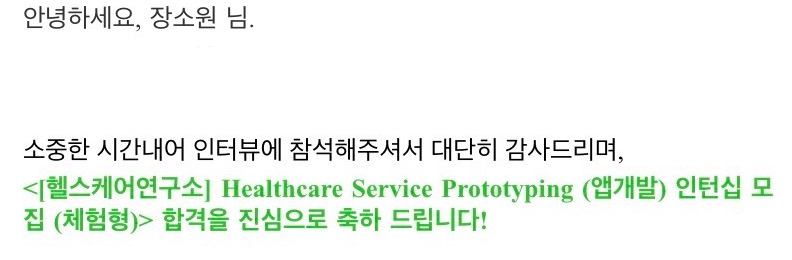 안녕하세요, 장소원 님.
소중한 시간내어 인터뷰에 참석해주셔서 대단히 감사드리며,
<[헬스케어연구소] Healthcare Service Prototyping (앱개발) 인턴십 모
집 (체험형)> 합격을 진심으로 축하 드립니다!